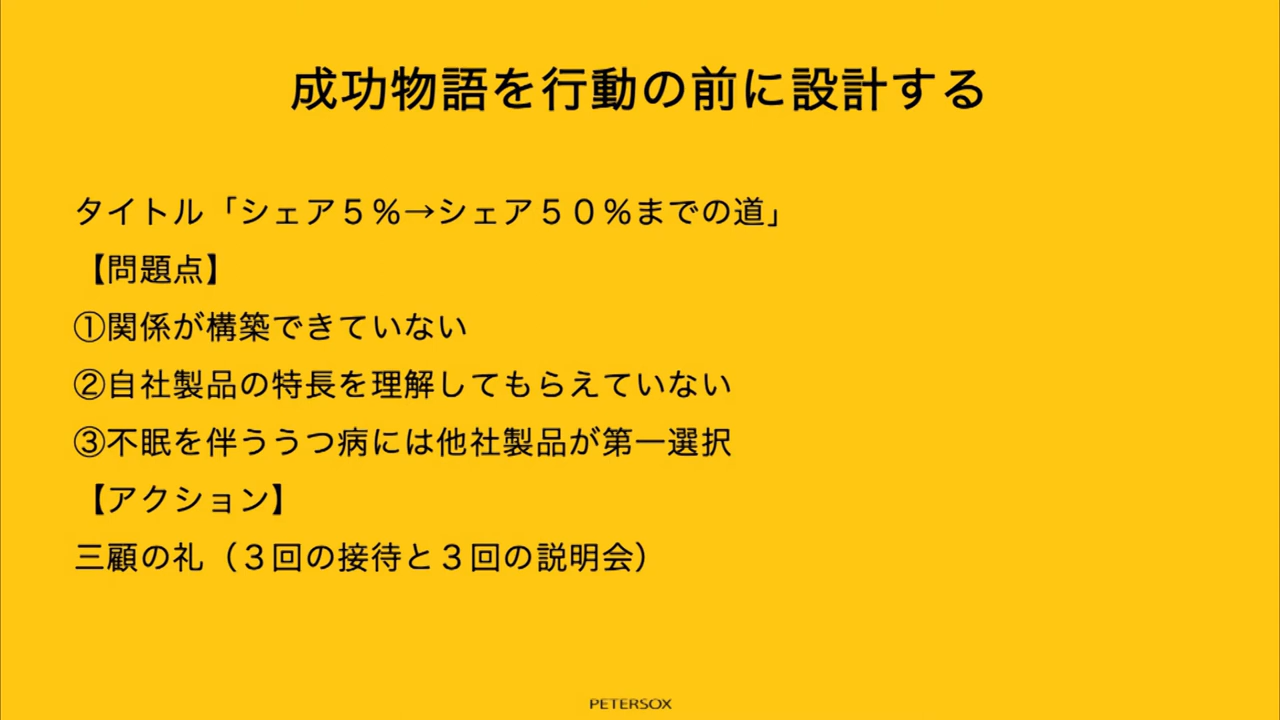 成功物語を行動の前に設計する
タイトル「シェア５％→シェア５０％までの道」
【問題点】
①関係が構築できていない
②自社製品の特長を理解してもらえていない
③不眠を伴ううつ病には他社製品が第一選択
【アクション】
三顧の礼（３回の接待と３回の説明会）
PETERSOX